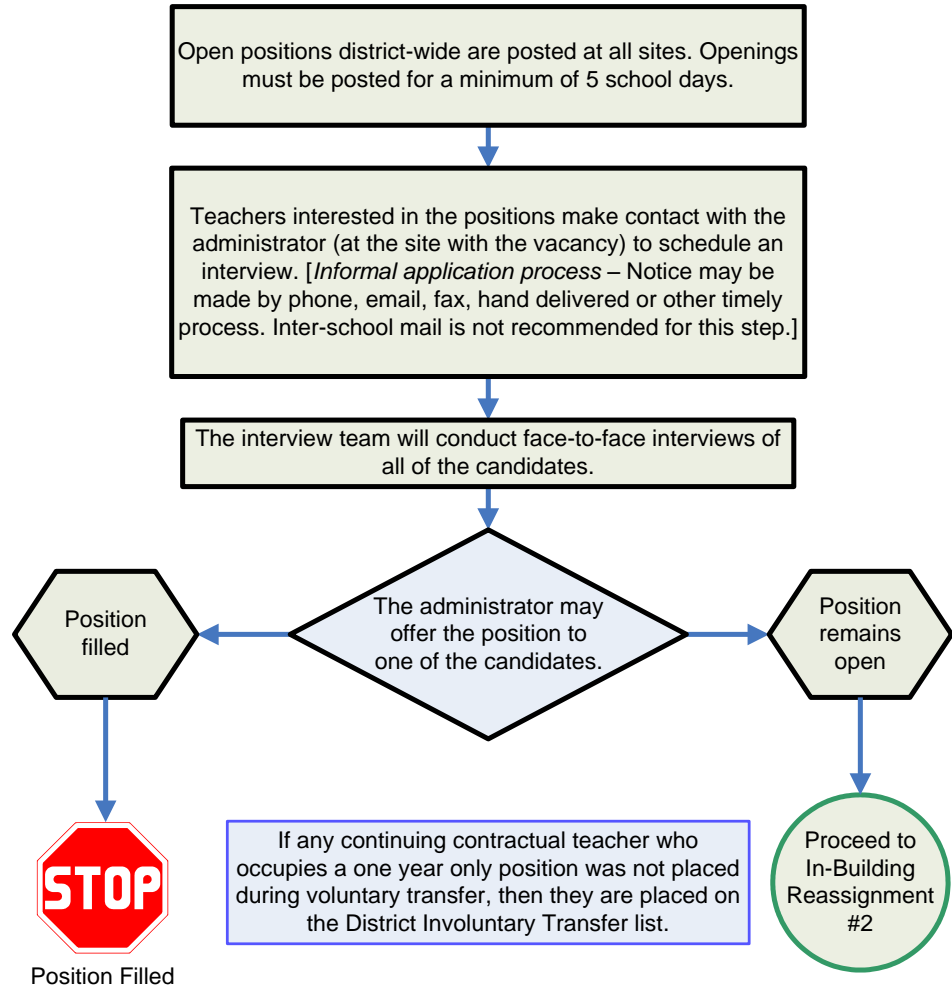 Open positions district-wide are posted at all sites. Openings
must be posted for a minimum of 5 school days.
Teachers interested in the positions make contact with the
administrator (at the site with the vacancy) to schedule an
interview. [Informal application process – Notice may be
made by phone, email, fax, hand delivered or other timely
process. Inter-school mail is not recommended for this step.]
The interview team will conduct face-to-face interviews of
all of the candidates.
The administrator may
offer the position to
one of the candidates.
Position
filled
Position
remains
open
STOP
Position Filled
If any continuing contractual teacher who
occupies a one year only position was not placed
during voluntary transfer, then they are placed on
the District Involuntary Transfer list.
Proceed to
In-Building
Reassignment
#2